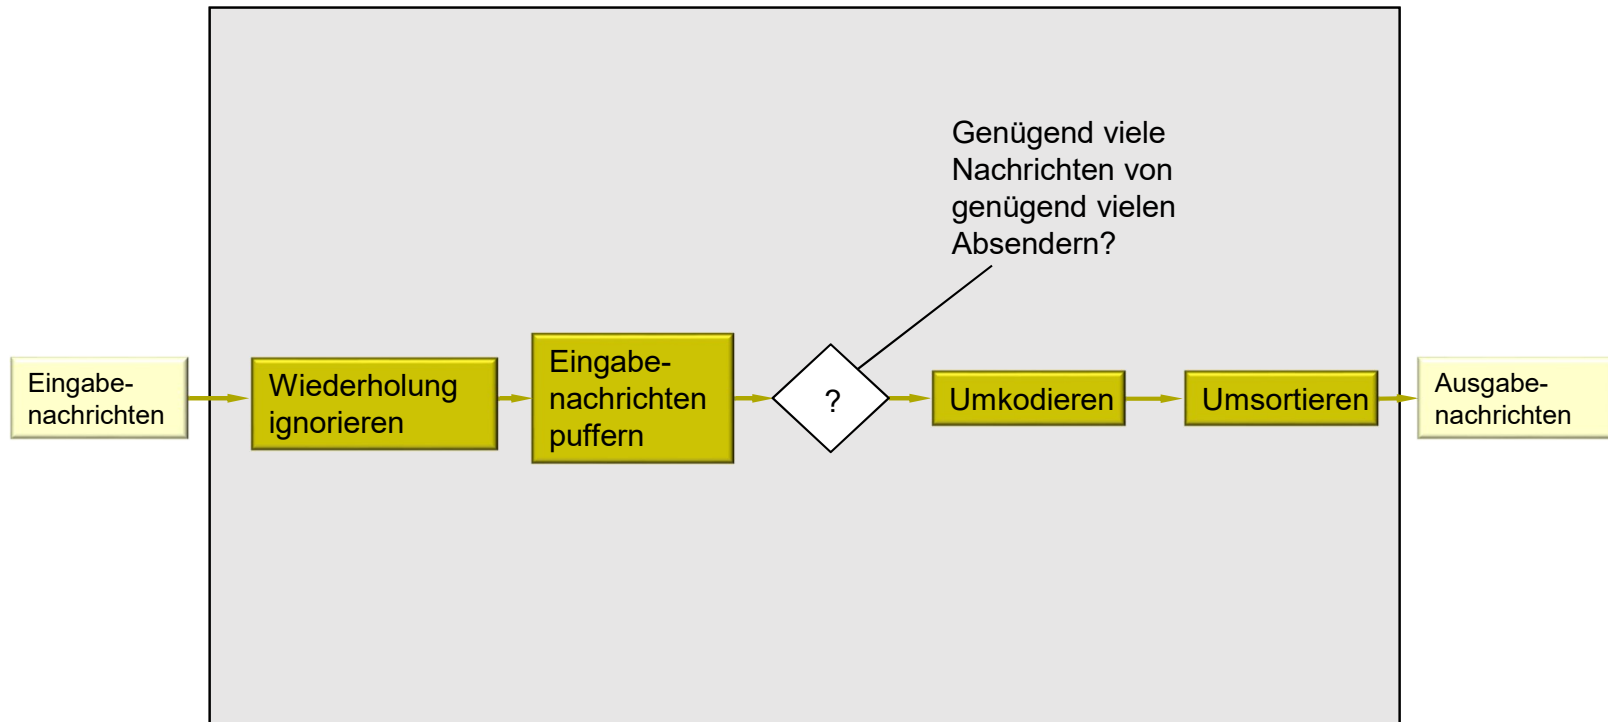 Genügend viele
Nachrichten von
genügend vielen
Absendern?
Eingabe-
nachrichten
Wiederholung
ignorieren
Eingabe-
nachrichten
puffern
?
Umkodieren
Umsortieren
Ausgabe-
nachrichten